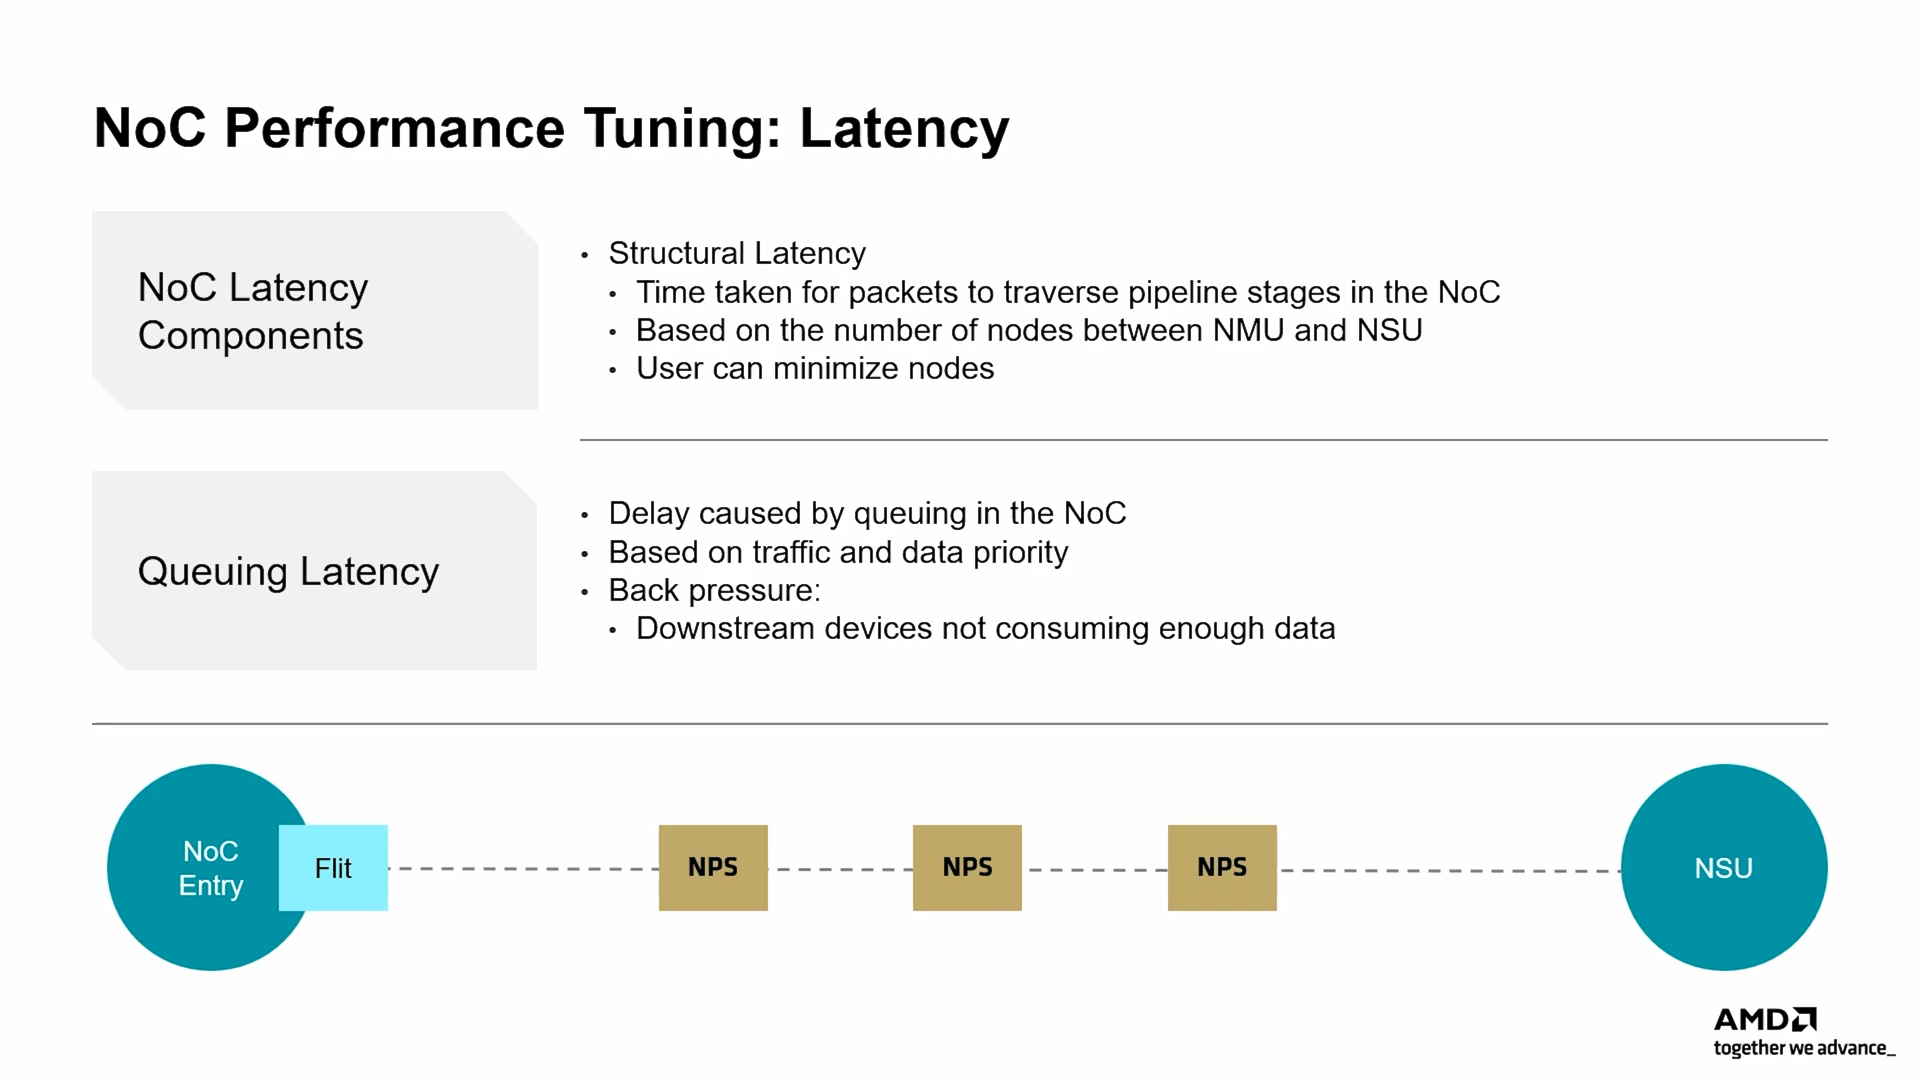 NoC Performance Tuning: Latency
NoC Latency
Components
• Structural Latency
• Time taken for packets to traverse pipeline stages in the NoC
• Based on the number of nodes between NMU and NSU
• User can minimize nodes
Queuing Latency
• Delay caused by queuing in the NoC
• Based on traffic and data priority
• Back pressure:
• Downstream devices not consuming enough data
NoC
Entry
Flit
NPS
NPS
NPS
NSU
AMD
together we advance_